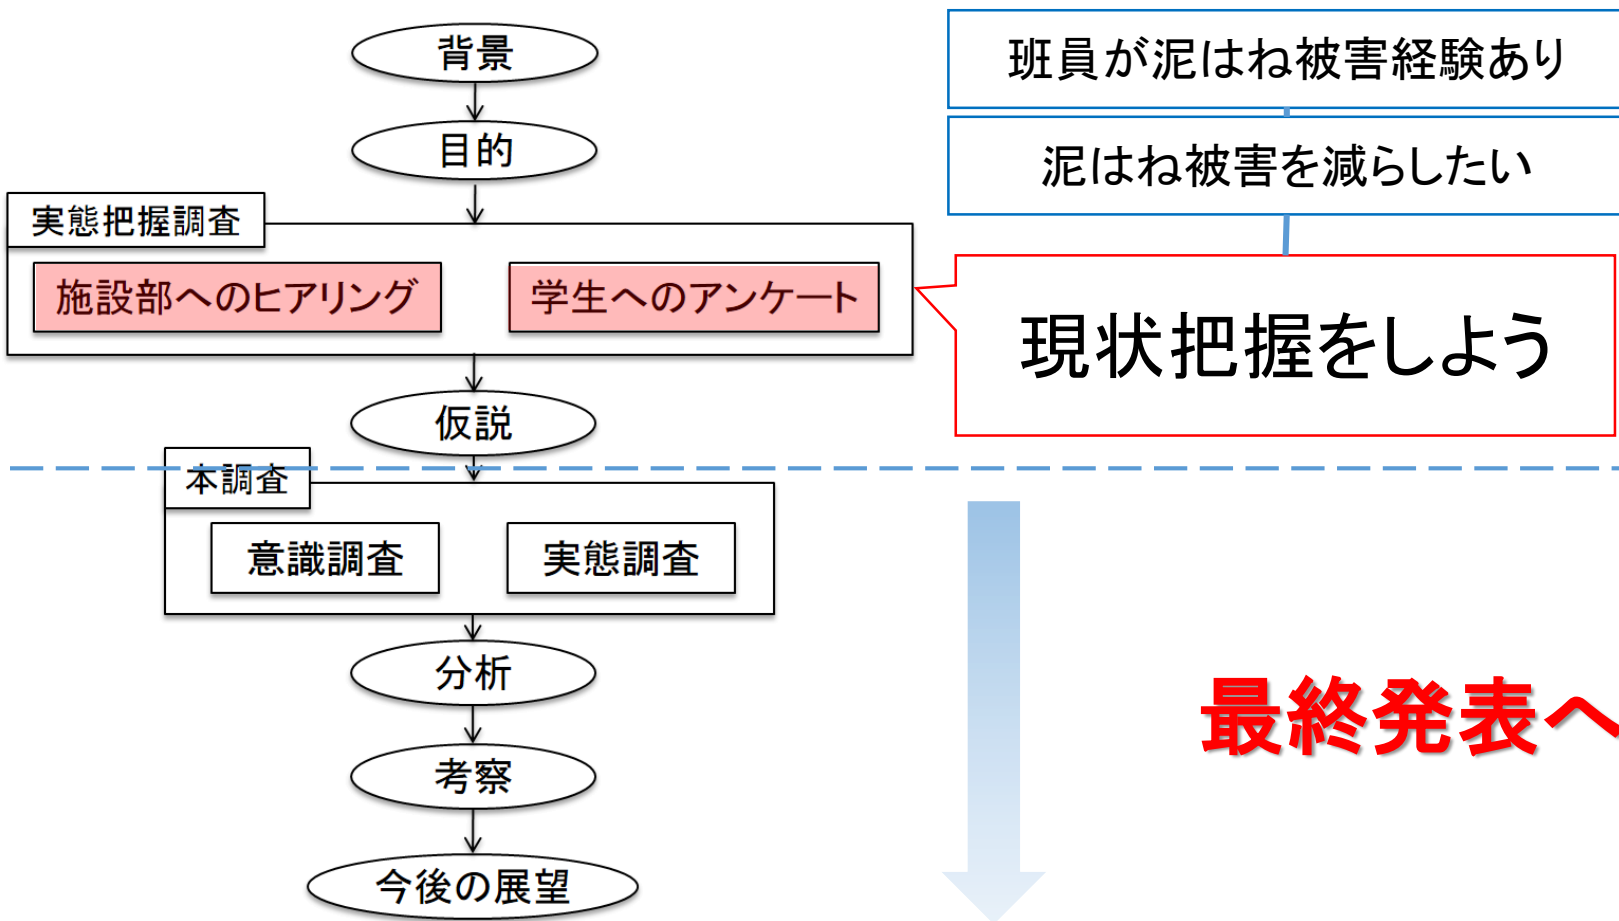 背景
目的
実態把握調査
施設部へのヒアリング
学生へのアンケート
仮説
本調査
意識調査
実態調査
分析
考察
今後の展望
班員が泥はね被害経験あり
泥はね被害を減らしたい
現状把握をしよう
最終発表へ